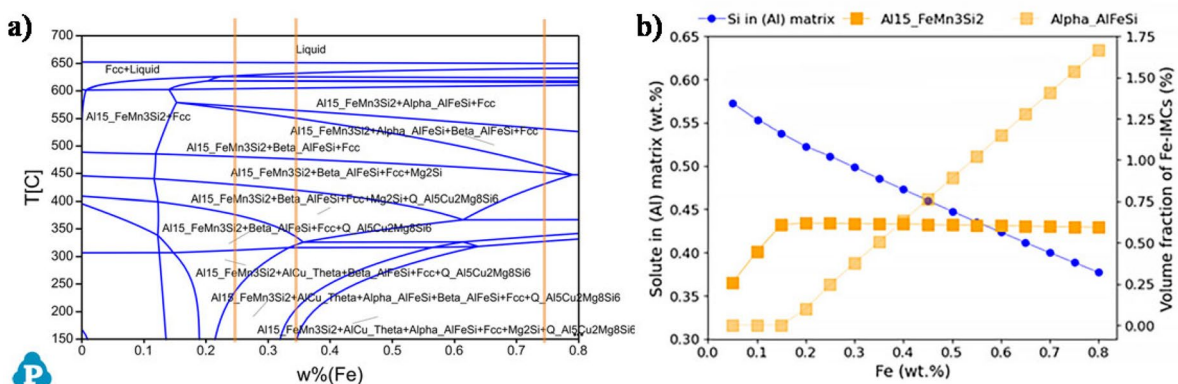 a)
700
650
600
550
500
450
400
350
300
250
200
150
T[C]
Liquid
Fcc+Liquid
Al15_FeMn3Si2+Alpha_AlFeSi+Fcc
Al15_FeMn3Si2+Fcc
Al15_FeMn3Si2+Alpha_AlFeSi+Beta_AlFeSi+Fcc
Al15_FeMn3Si2+Beta_AlFeSi+Fcc
Al15_FeMn3Si2+Beta_AlFeSi+Fcc+Mg2Si
Al15_FeMn3Si2+Beta_AlFeSi+Fcc+Mg2Si+Q_Al5Cu2Mg8Si6
Al15_FeMn3Si2+Beta_AlFeSi+Fcc+Q_Al5Cu2Mg8Si6
Al15_FeMn3Si2+AlCu_Theta+Beta_AlFeSi+Fcc+Q_Al5Cu2Mg8Si6
Al15_FeMn3Si2+AlCu_Theta+Alpha_AlFeSi+Beta_AlFeSi+Fcc+Q_Al5Cu2Mg8Si6
Al15_FeMn3Si2+AlCu_Theta+Alpha_AlFeSi+Fcc+Mg2Si+Q_Al5Cu2Mg8Si6
0 0.1 0.2 0.3 0.4 0.5 0.6 0.7 0.8
w%(Fe)
P
b)
Si in (Al) matrix Al15_FeMn3Si2 Alpha_AlFeSi
0.65
0.60
0.55
0.50
0.45
0.40
0.35
0.30
Solute in (Al) matrix (wt.%)
1.75
1.50
1.25
1.00
0.75
0.50
0.25
0.00
Volume fraction of Fe-IMCs (%)
0.0 0.1 0.2 0.3 0.4 0.5 0.6 0.7 0.8
Fe (wt.%)